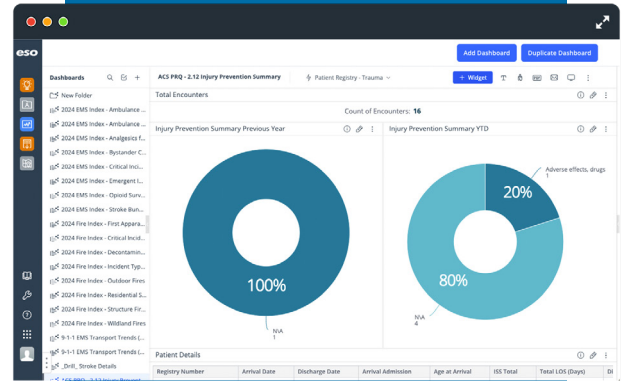 eso
Add Dashboard Duplicate Dashboard
Dashboards
ACS PRQ - 2.12 Injury Prevention Summary Patient Registry - Trauma + Widget
New Folder
2024 EMS Index - Ambulance ...
2024 EMS Index - Ambulance ...
2024 EMS Index - Analgesics f...
2024 EMS Index - Bystander C...
2024 EMS Index - Critical Inci...
2024 EMS Index - Emergent I...
2024 EMS Index - Opioid Surv...
2024 EMS Index - Stroke Bun...
2024 Fire Index - First Appara...
2024 Fire Index - Critical Incid...
2024 Fire Index - Decontamin...
2024 Fire Index - Incident Typ...
2024 Fire Index - Outdoor Fires
2024 Fire Index - Residential S...
2024 Fire Index - Structure Fir...
2024 Fire Index - Wildland Fires
9-1-1 EMS Transport Trends (...
9-1-1 EMS Transport Trends (...
_Drill_ Stroke Details
Total Encounters
Count of Encounters: 16
Injury Prevention Summary Previous Year
100%
N\A
1
Injury Prevention Summary YTD
Adverse effects, drugs
1
20%
80%
N\A
4
Patient Details
Registry Number Arrival Date Discharge Date Arrival Admission Age at Arrival ISS Total Total LOS (Days) Di